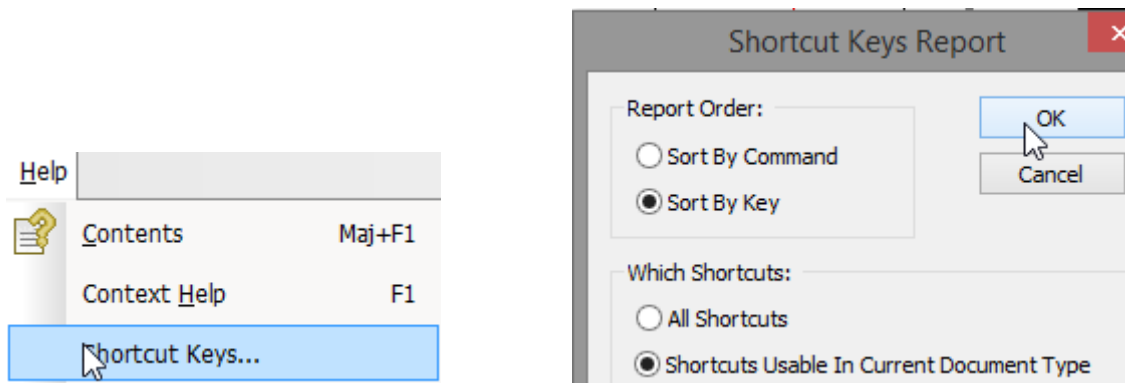 Help
Contents Maj+F1
Context Help F1
Shortcut Keys...
Shortcut Keys Report
Report Order:
OK
Sort By Command
Cancel
Sort By Key
Which Shortcuts:
All Shortcuts
Shortcuts Usable In Current Document Type